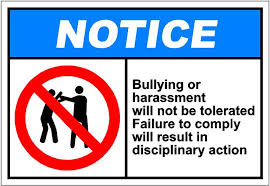 NOTICE
Bullying or
harassment
will not be tolerated
Failure to comply
will result in
disciplinary action